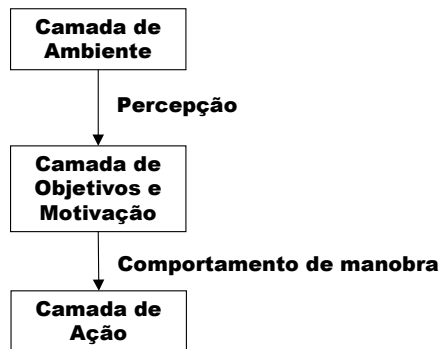 Camada de
Ambiente
Percepção
Camada de
Objetivos e
Motivação
Comportamento de manobra
Camada de
Ação